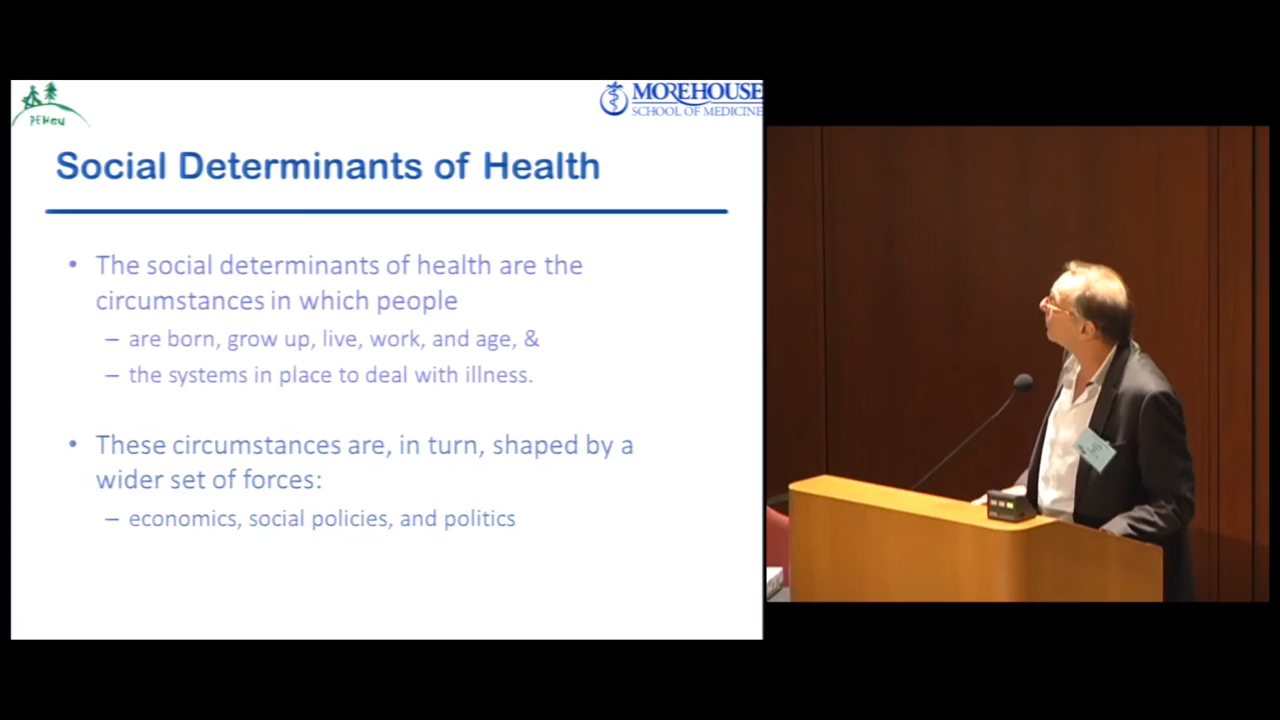 PEHSU
MOREHOUSE
SCHOOL OF MEDICINE
Social Determinants of Health
• The social determinants of health are the
circumstances in which people
– are born, grow up, live, work, and age, &
– the systems in place to deal with illness.
• These circumstances are, in turn, shaped by a
wider set of forces:
– economics, social policies, and politics